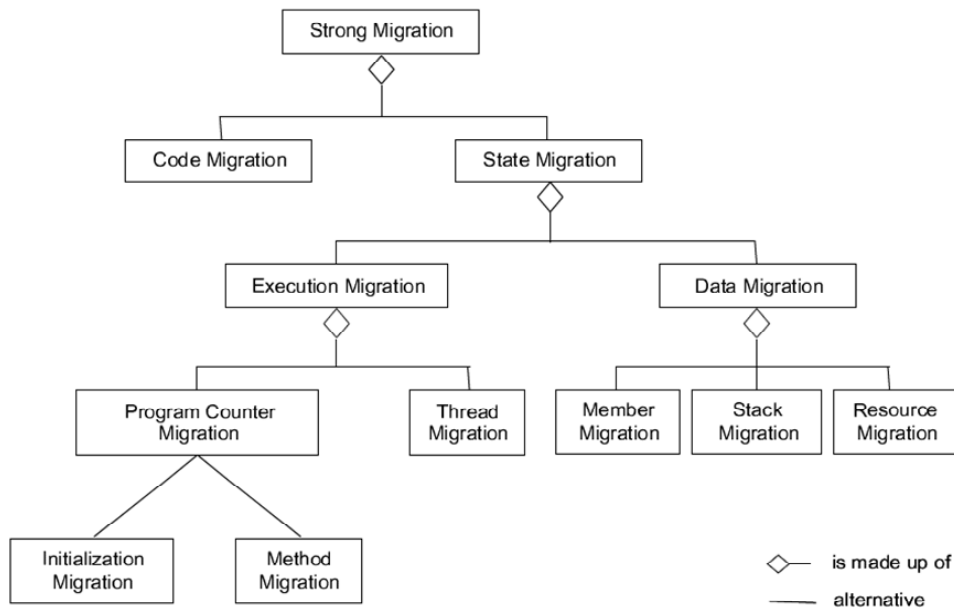 Strong Migration
Code Migration
State Migration
Execution Migration
Data Migration
Program Counter
Migration
Thread
Migration
Member
Migration
Stack
Migration
Resource
Migration
Initialization
Migration
Method
Migration
is made up of
alternative